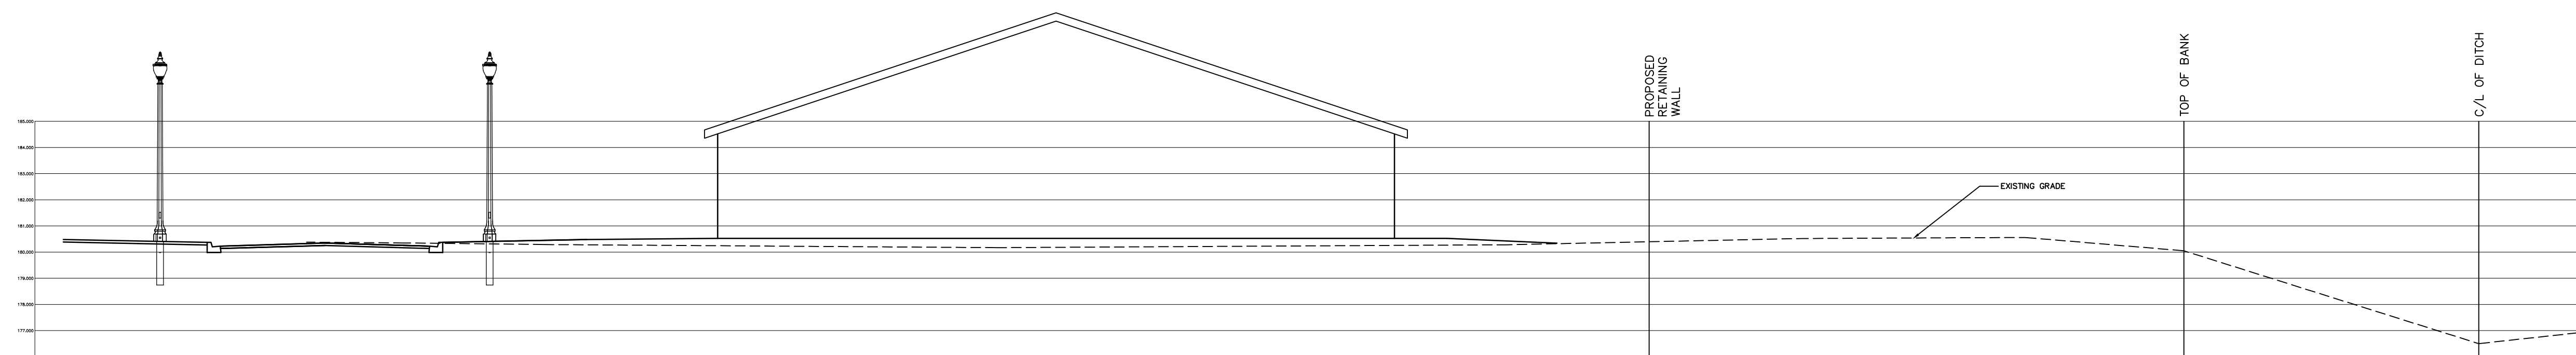 PROPOSED
RETAINING
WALL
TOP OF BANK
C/L OF DITCH
185.000
184.000
183.000
182.000
EXISTING GRADE
181.000
180.000
179.000
178.000
177.000